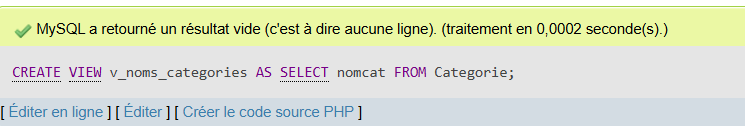 MySQL a retourné un résultat vide (c'est à dire aucune ligne). (traitement en 0,0002 seconde(s).)
CREATE VIEW v_noms_categories AS SELECT nomcat FROM Categorie;
[ Éditer en ligne ] [ Éditer ] [ Créer le code source PHP ]